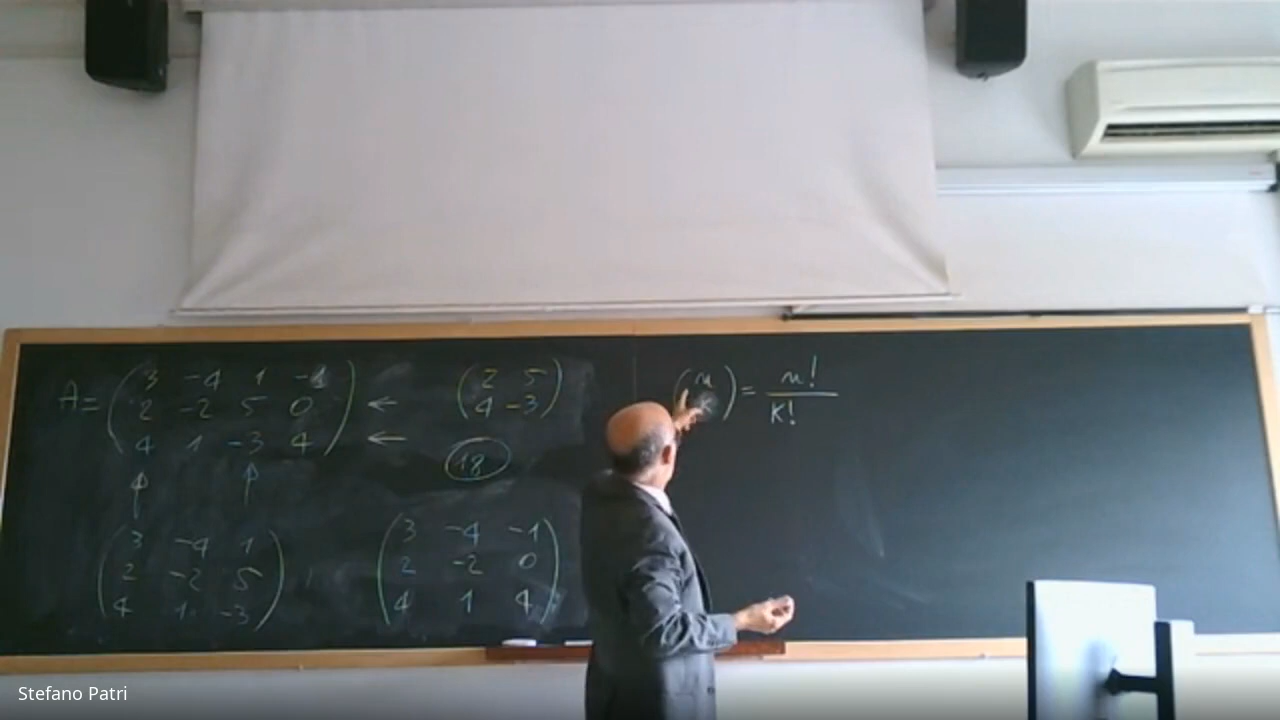 A = ( 3 -4 1 -1
2 -2 5 0
4 1 -3 4 ) ← ←
( 2 5
4 -3 )
18
( 3 -4 1
2 -2 5
4 1 -3 )
( 3 -4 -1
2 -2 0
4 1 4 )
( n
k ) = n!
k!
Stefano Patri